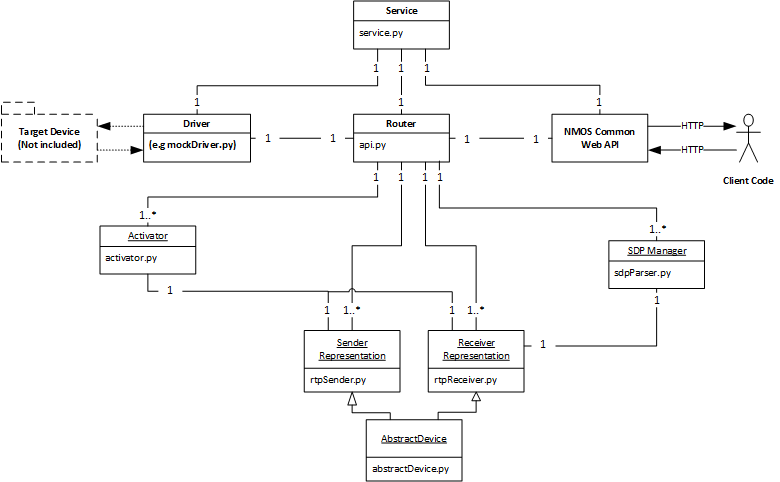 Service
service.py
1
1
1
1
1
1
Target Device
(Not included)
Driver
(e.g mockDriver.py)
1
1
Router
api.py
1
1
NMOS Common
Web API
HTTP
HTTP
Client Code
1
1
1
1
1..*
1..*
Activator
activator.py
SDP Manager
sdpParser.py
1
1
1
1..*
1
1..*
Sender
Representation
rtpSender.py
Receiver
Representation
rtpReceiver.py
1
AbstractDevice
abstractDevice.py